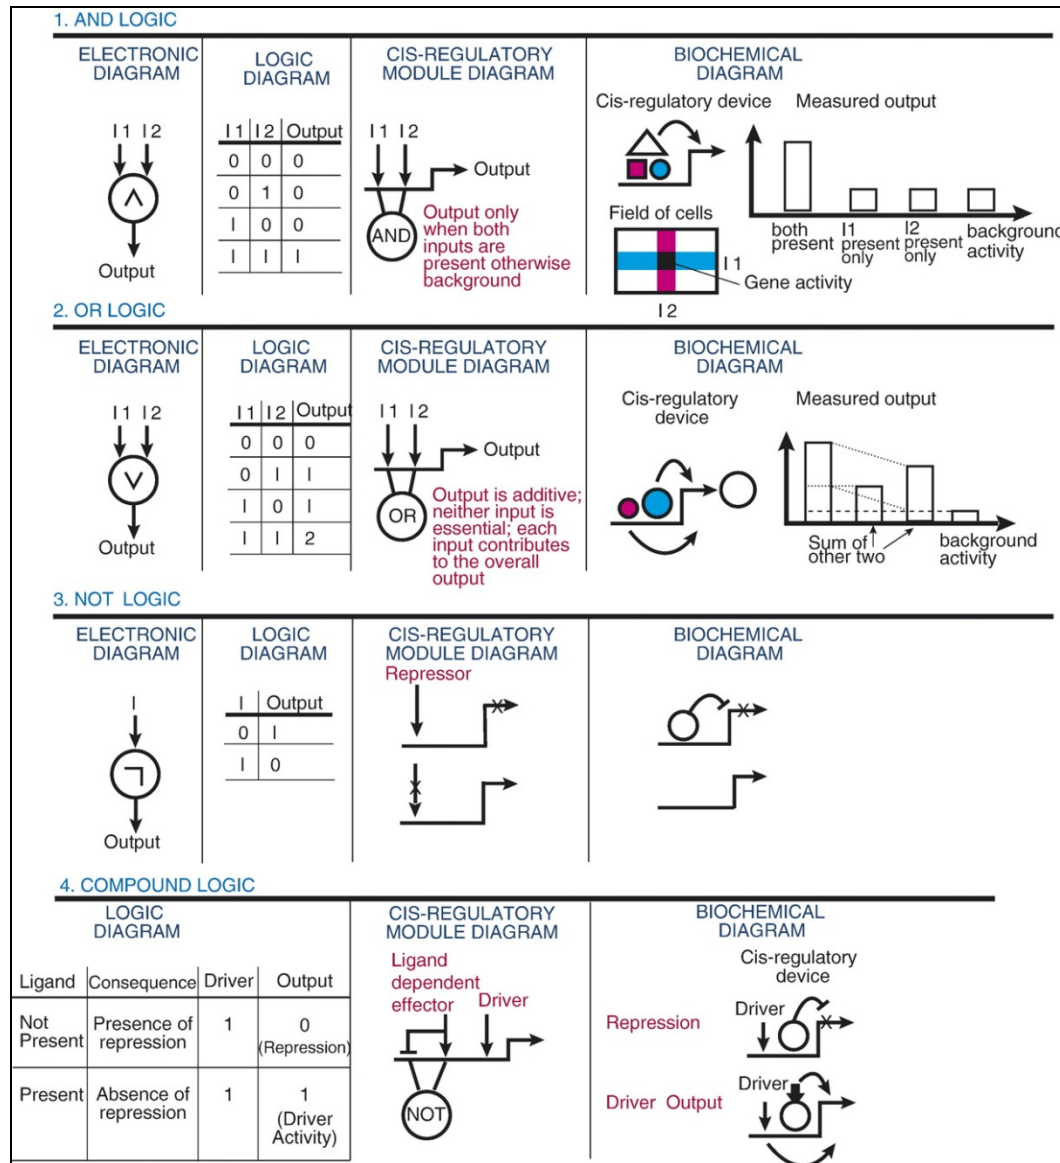 1. AND LOGIC
ELECTRONIC
DIAGRAM
I1 I2
Λ
Output
LOGIC
DIAGRAM
I1 I2 Output
0 0 0
0 1 0
I 0 0
I I I
CIS-REGULATORY
MODULE DIAGRAM
I1 I2
Output
AND
Output only
when both
inputs are
present otherwise
background
BIOCHEMICAL
DIAGRAM
Cis-regulatory device
Field of cells
I1
Gene activity
I2
Measured output
both
present
I1
present
only
I2
present
only
background
activity
2. OR LOGIC
ELECTRONIC
DIAGRAM
I1 I2
V
Output
LOGIC
DIAGRAM
I1 I2 Output
0 0 0
0 I I
I 0 I
I I 2
CIS-REGULATORY
MODULE DIAGRAM
I1 I2
Output
OR
Output is additive;
neither input is
essential; each
input contributes
to the overall
output
BIOCHEMICAL
DIAGRAM
Cis-regulatory
device
Measured output
Sum of
other two
background
activity
3. NOT LOGIC
ELECTRONIC
DIAGRAM
I
¬
Output
LOGIC
DIAGRAM
I Output
0 I
I 0
CIS-REGULATORY
MODULE DIAGRAM
Repressor
X
X
BIOCHEMICAL
DIAGRAM
X
4. COMPOUND LOGIC
LOGIC
DIAGRAM
Ligand Consequence Driver Output
Not
Present
Presence of
repression
1
0
(Repression)
Present
Absence of
repression
1
1
(Driver
Activity)
CIS-REGULATORY
MODULE DIAGRAM
Ligand
dependent
effector
Driver
NOT
BIOCHEMICAL
DIAGRAM
Cis-regulatory
device
Repression
Driver
X
Driver Output
Driver